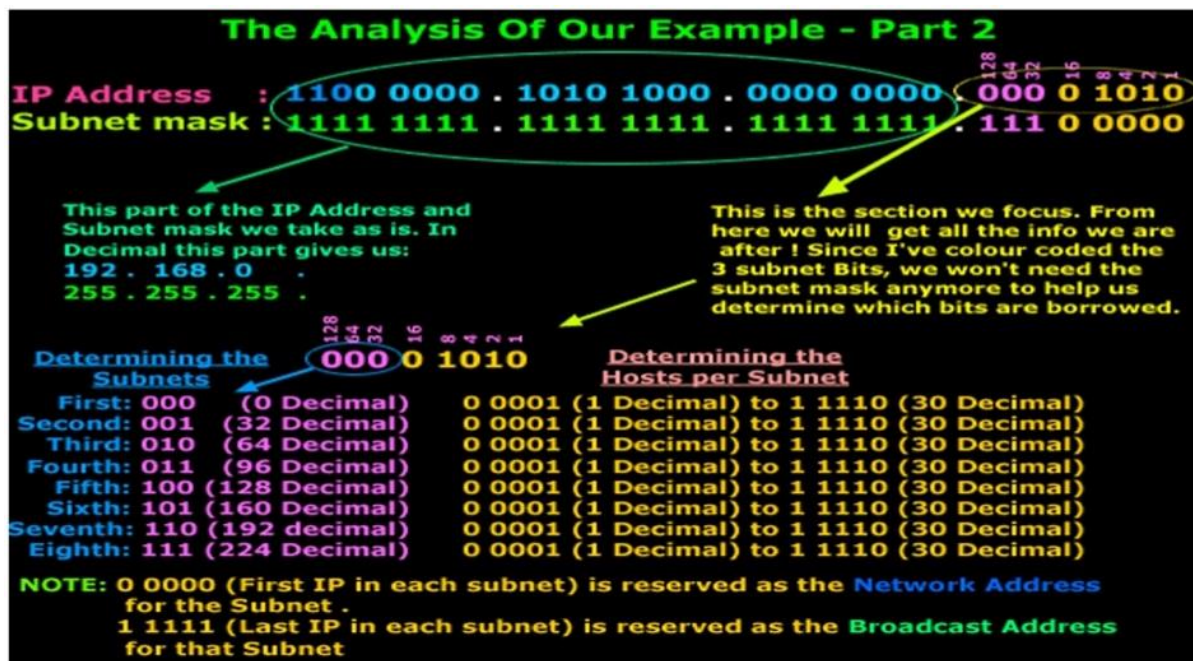 The Analysis Of Our Example - Part 2
128 64 32 16 8 4 2 1
IP Address : 1100 0000 . 1010 1000 . 0000 0000 . 000 0 1010
Subnet mask : 1111 1111 . 1111 1111 . 1111 1111 . 111 0 0000
This part of the IP Address and
Subnet mask we take as is. In
Decimal this part gives us:
192 . 168 . 0 .
255 . 255 . 255 .
This is the section we focus. From
here we will get all the info we are
after ! Since I've colour coded the
3 subnet Bits, we won't need the
subnet mask anymore to help us
determine which bits are borrowed.
128 64 32 16 8 4 2 1
000 0 1010
Determining the
Subnets
Determining the
Hosts per Subnet
First: 000 (0 Decimal) 0 0001 (1 Decimal) to 1 1110 (30 Decimal)
Second: 001 (32 Decimal) 0 0001 (1 Decimal) to 1 1110 (30 Decimal)
Third: 010 (64 Decimal) 0 0001 (1 Decimal) to 1 1110 (30 Decimal)
Fourth: 011 (96 Decimal) 0 0001 (1 Decimal) to 1 1110 (30 Decimal)
Fifth: 100 (128 Decimal) 0 0001 (1 Decimal) to 1 1110 (30 Decimal)
Sixth: 101 (160 Decimal) 0 0001 (1 Decimal) to 1 1110 (30 Decimal)
Seventh: 110 (192 decimal) 0 0001 (1 Decimal) to 1 1110 (30 Decimal)
Eighth: 111 (224 Decimal) 0 0001 (1 Decimal) to 1 1110 (30 Decimal)
NOTE: 0 0000 (First IP in each subnet) is reserved as the Network Address
for the Subnet .
1 1111 (Last IP in each subnet) is reserved as the Broadcast Address
for that Subnet